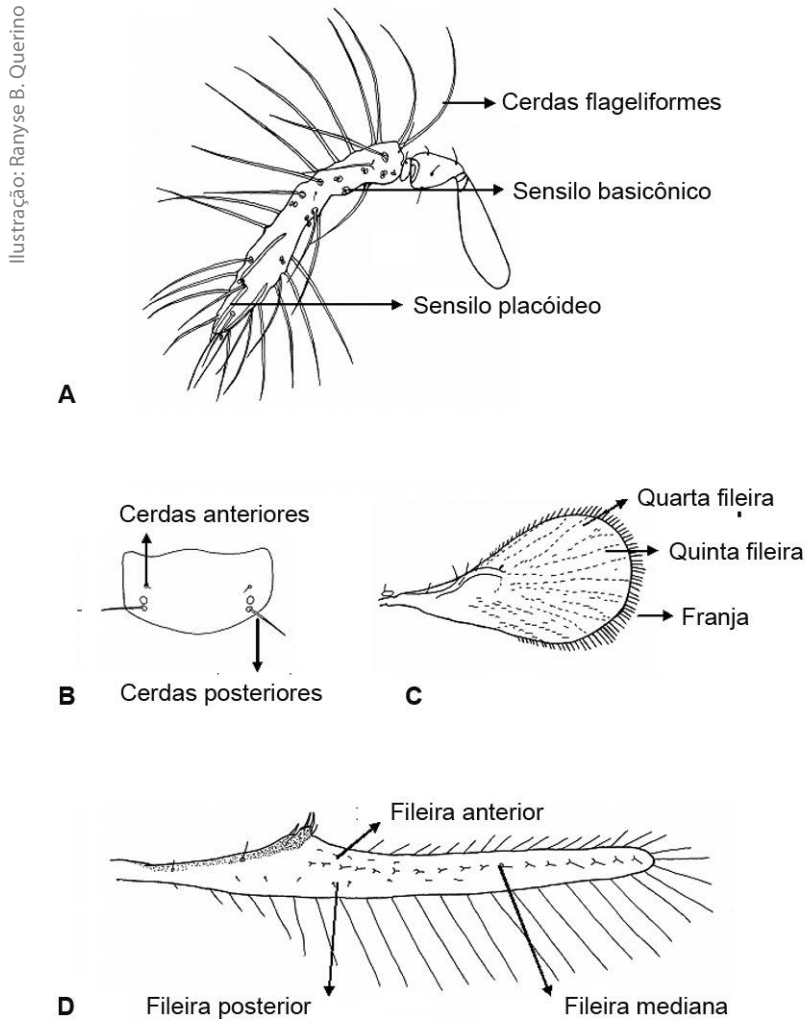 Ilustração: Ranyse B. Querino
Cerdas flageliformes
Sensilo basicônico
Sensilo placóideo
A
Cerdas anteriores
Cerdas posteriores
B
Quarta fileira
Quinta fileira
Franja
C
Fileira anterior
Fileira posterior
Fileira mediana
D